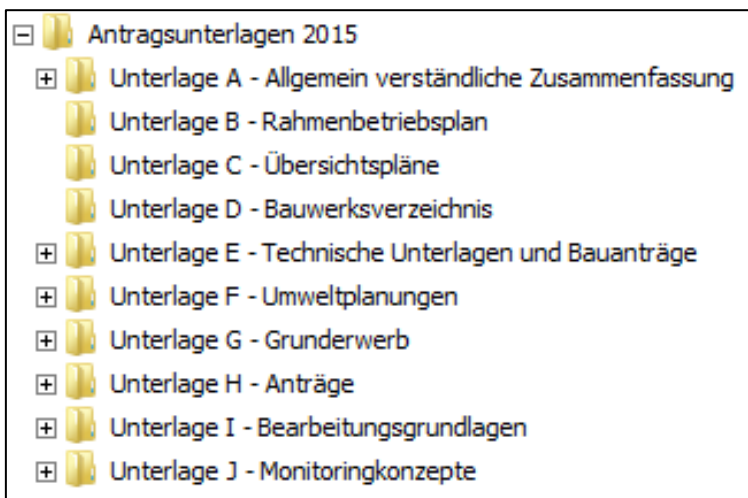 Antragsunterlagen 2015
Unterlage A - Allgemein verständliche Zusammenfassung
Unterlage B - Rahmenbetriebsplan
Unterlage C - Übersichtspläne
Unterlage D - Bauwerksverzeichnis
Unterlage E - Technische Unterlagen und Bauanträge
Unterlage F - Umweltplanungen
Unterlage G - Grunderwerb
Unterlage H - Anträge
Unterlage I - Bearbeitungsgrundlagen
Unterlage J - Monitoringkonzepte